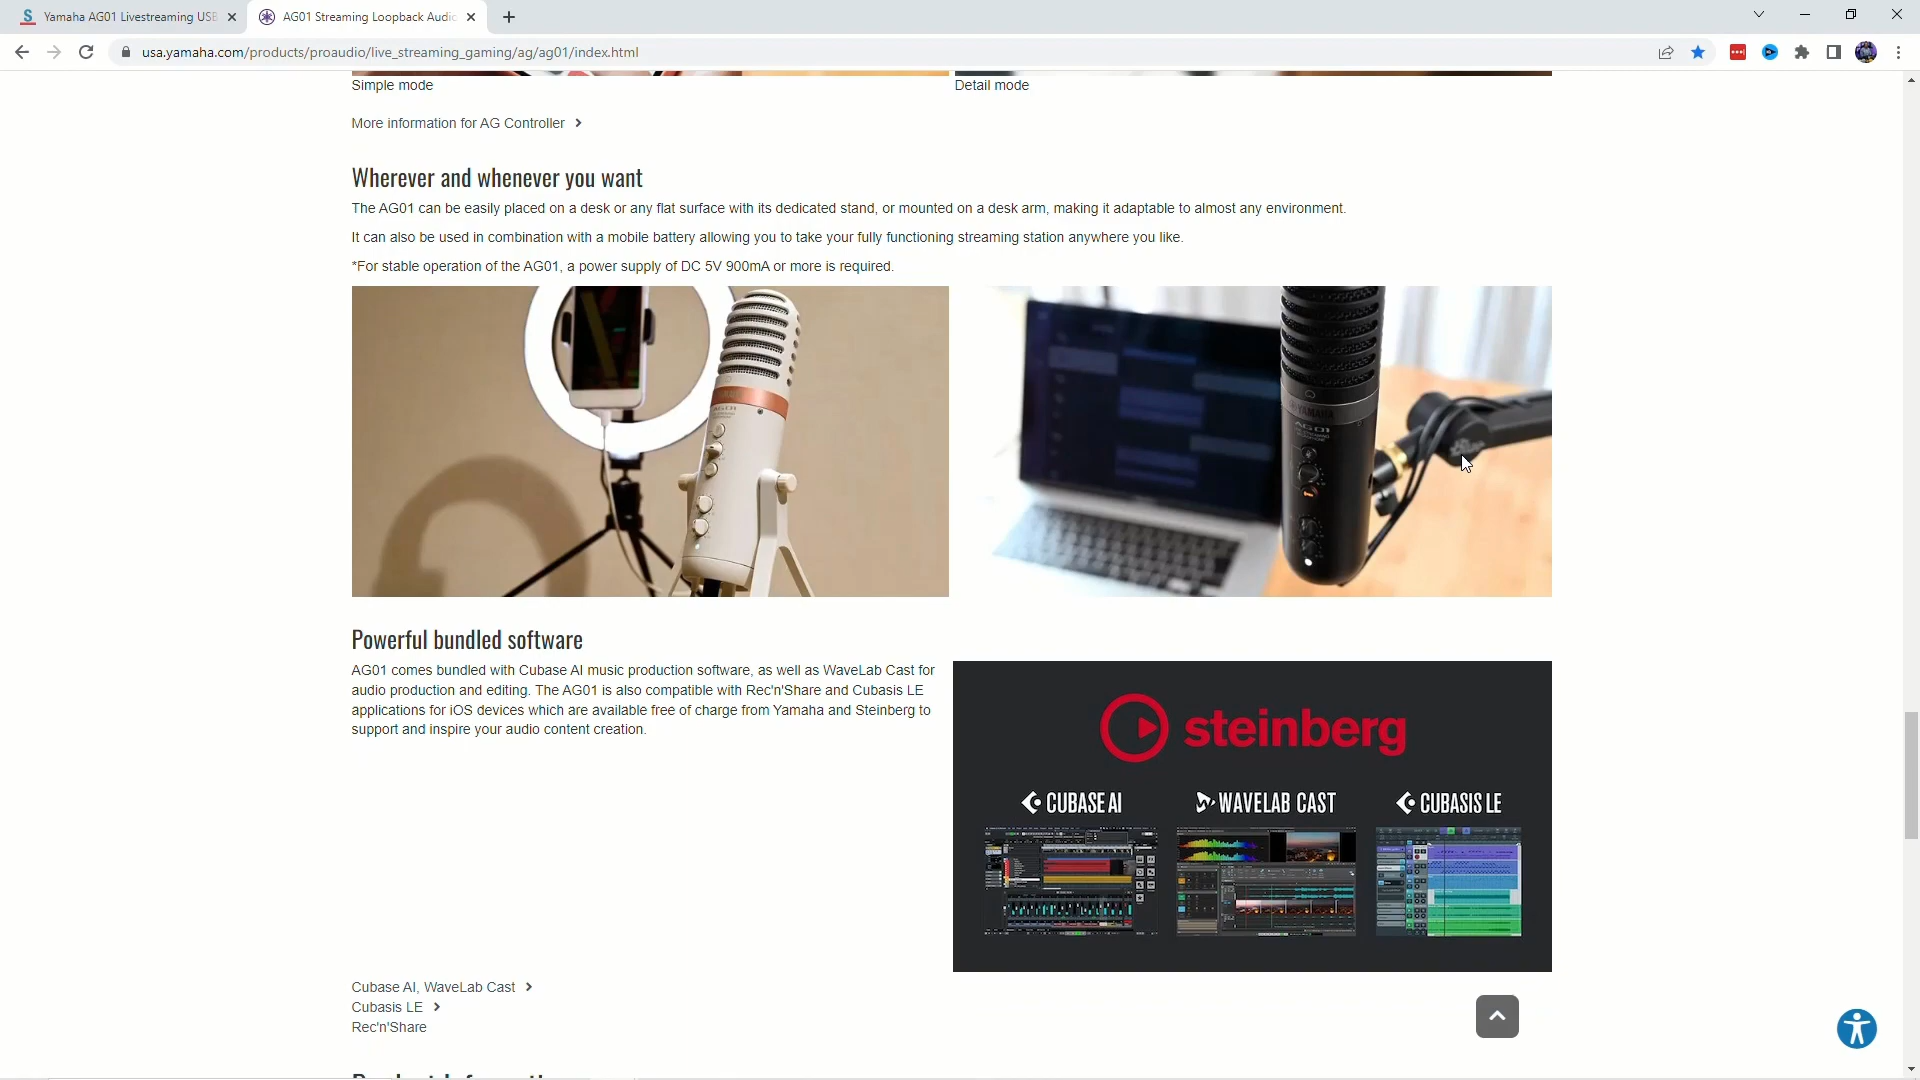 Yamaha AG01 Livestreaming USB
AG01 Streaming Loopback Audio
usa.yamaha.com/products/proaudio/live_streaming_gaming/ag/ag01/index.html
Simple mode
Detail mode
More information for AG Controller
Wherever and whenever you want
The AG01 can be easily placed on a desk or any flat surface with its dedicated stand, or mounted on a desk arm, making it adaptable to almost any environment.
It can also be used in combination with a mobile battery allowing you to take your fully functioning streaming station anywhere you like.
*For stable operation of the AG01, a power supply of DC 5V 900mA or more is required.
AG01
YAMAHA
AG01
Powerful bundled software
AG01 comes bundled with Cubase AI music production software, as well as WaveLab Cast for
audio production and editing. The AG01 is also compatible with Rec'n'Share and Cubasis LE
applications for iOS devices which are available free of charge from Yamaha and Steinberg to
support and inspire your audio content creation.
steinberg
CUBASE AI
WAVELAB CAST
CUBASIS LE
Cubase AI, WaveLab Cast
Cubasis LE
Rec'n'Share